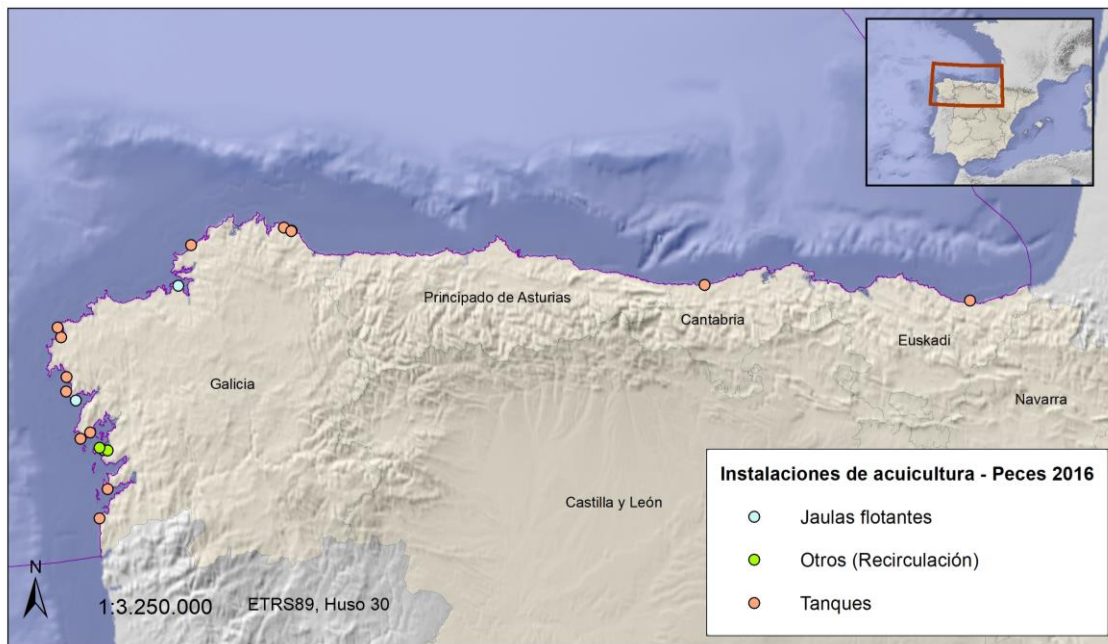 Principado de Asturias
Cantabria
Euskadi
Galicia
Navarra
Castilla y León
Instalaciones de acuicultura - Peces 2016
Jaulas flotantes
Otros (Recirculación)
Tanques
N
1:3.250.000
ETRS89, Huso 30